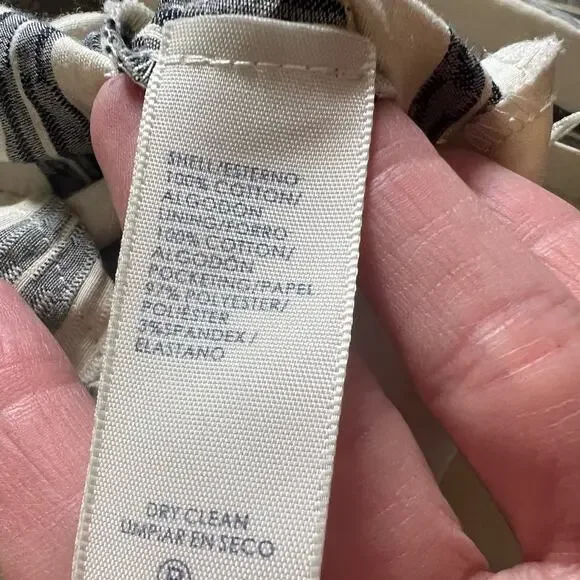 SHELL/EXTERNO
100% COTTON/
ALGODÓN
LINING/FORRO
100% COTTON/
ALGODÓN
POCKETING/PAPEL
97% POLYESTER/
POLIÉSTER
3%SPANDEX/
ELASTANO
DRY CLEAN
LIMPIAR EN SECO
®